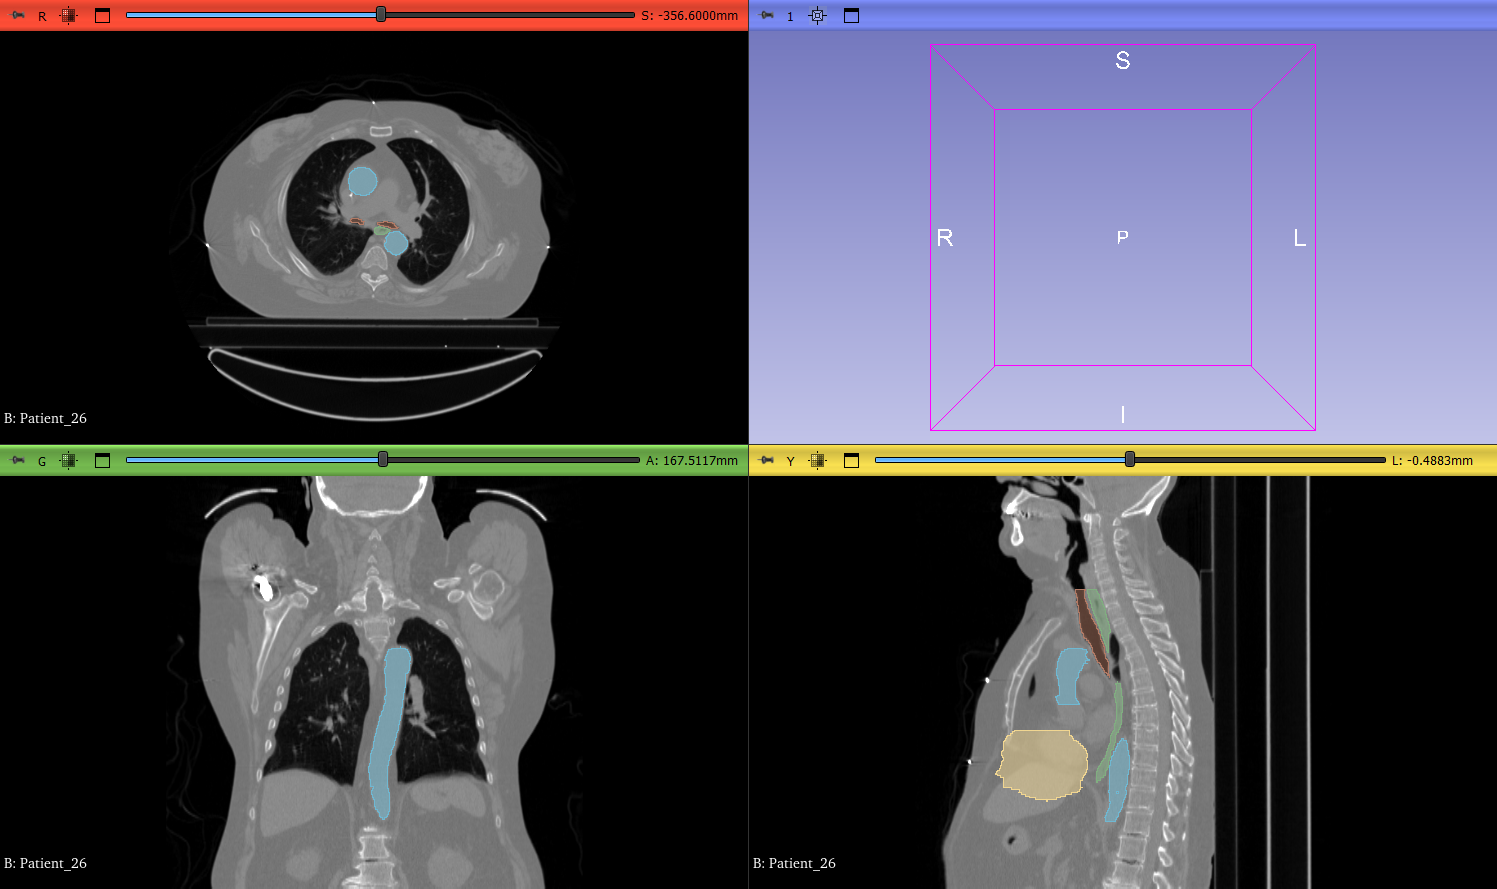 R S: -356.6000mm
B: Patient_26
1
S
R P L
I
G A: 167.5117mm
B: Patient_26
Y L: -0.4883mm
B: Patient_26